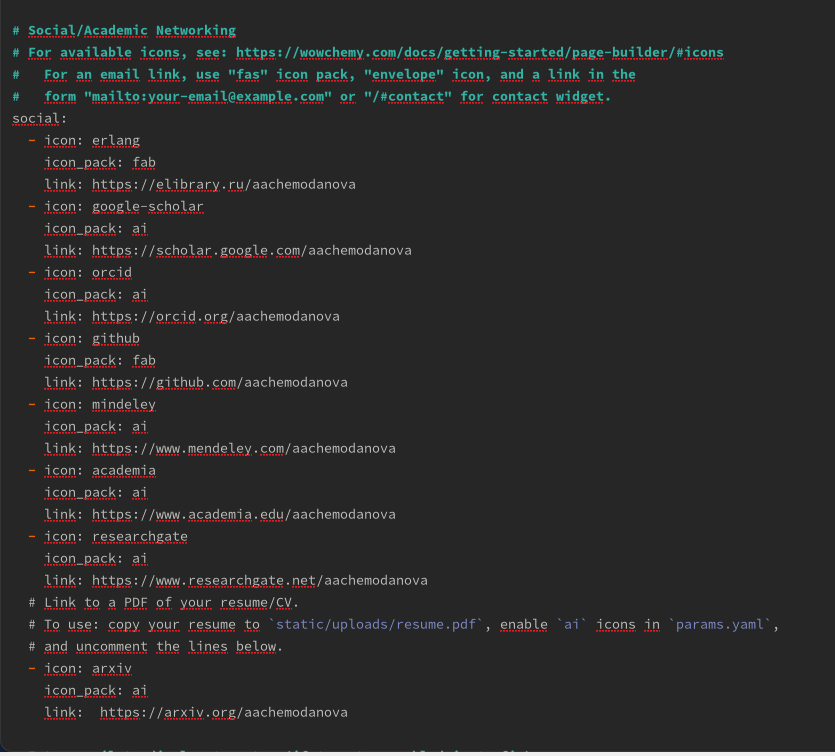 # Social/Academic Networking
# For available icons, see: https://wowchemy.com/docs/getting-started/page-builder/#icons
#   For an email link, use "fas" icon pack, "envelope" icon, and a link in the
#   form "mailto:your-email@example.com" or "/#contact" for contact widget.
social:
  - icon: erlang
    icon_pack: fab
    link: https://elibrary.ru/aachemodanova
  - icon: google-scholar
    icon_pack: ai
    link: https://scholar.google.com/aachemodanova
  - icon: orcid
    icon_pack: ai
    link: https://orcid.org/aachemodanova
  - icon: github
    icon_pack: fab
    link: https://github.com/aachemodanova
  - icon: mindeley
    icon_pack: ai
    link: https://www.mendeley.com/aachemodanova
  - icon: academia
    icon_pack: ai
    link: https://www.academia.edu/aachemodanova
  - icon: researchgate
    icon_pack: ai
    link: https://www.researchgate.net/aachemodanova
  # Link to a PDF of your resume/CV.
  # To use: copy your resume to `static/uploads/resume.pdf`, enable `ai` icons in `params.yaml`,
  # and uncomment the lines below.
  - icon: arxiv
    icon_pack: ai
    link:  https://arxiv.org/aachemodanova